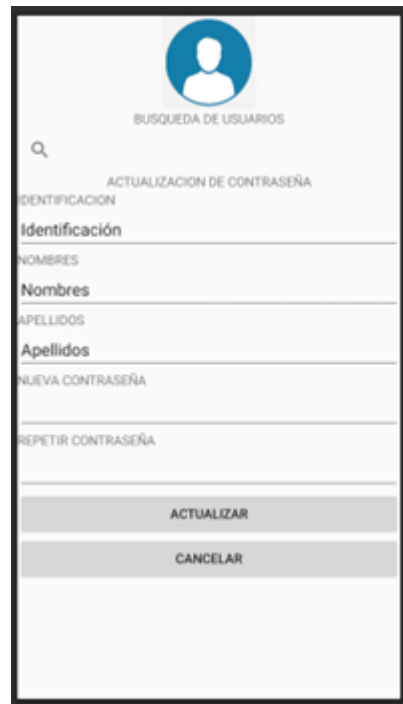 BUSQUEDA DE USUARIOS
ACTUALIZACION DE CONTRASEÑA
IDENTIFICACION
Identificación
NOMBRES
Nombres
APELLIDOS
Apellidos
NUEVA CONTRASEÑA
REPETIR CONTRASEÑA
ACTUALIZAR
CANCELAR